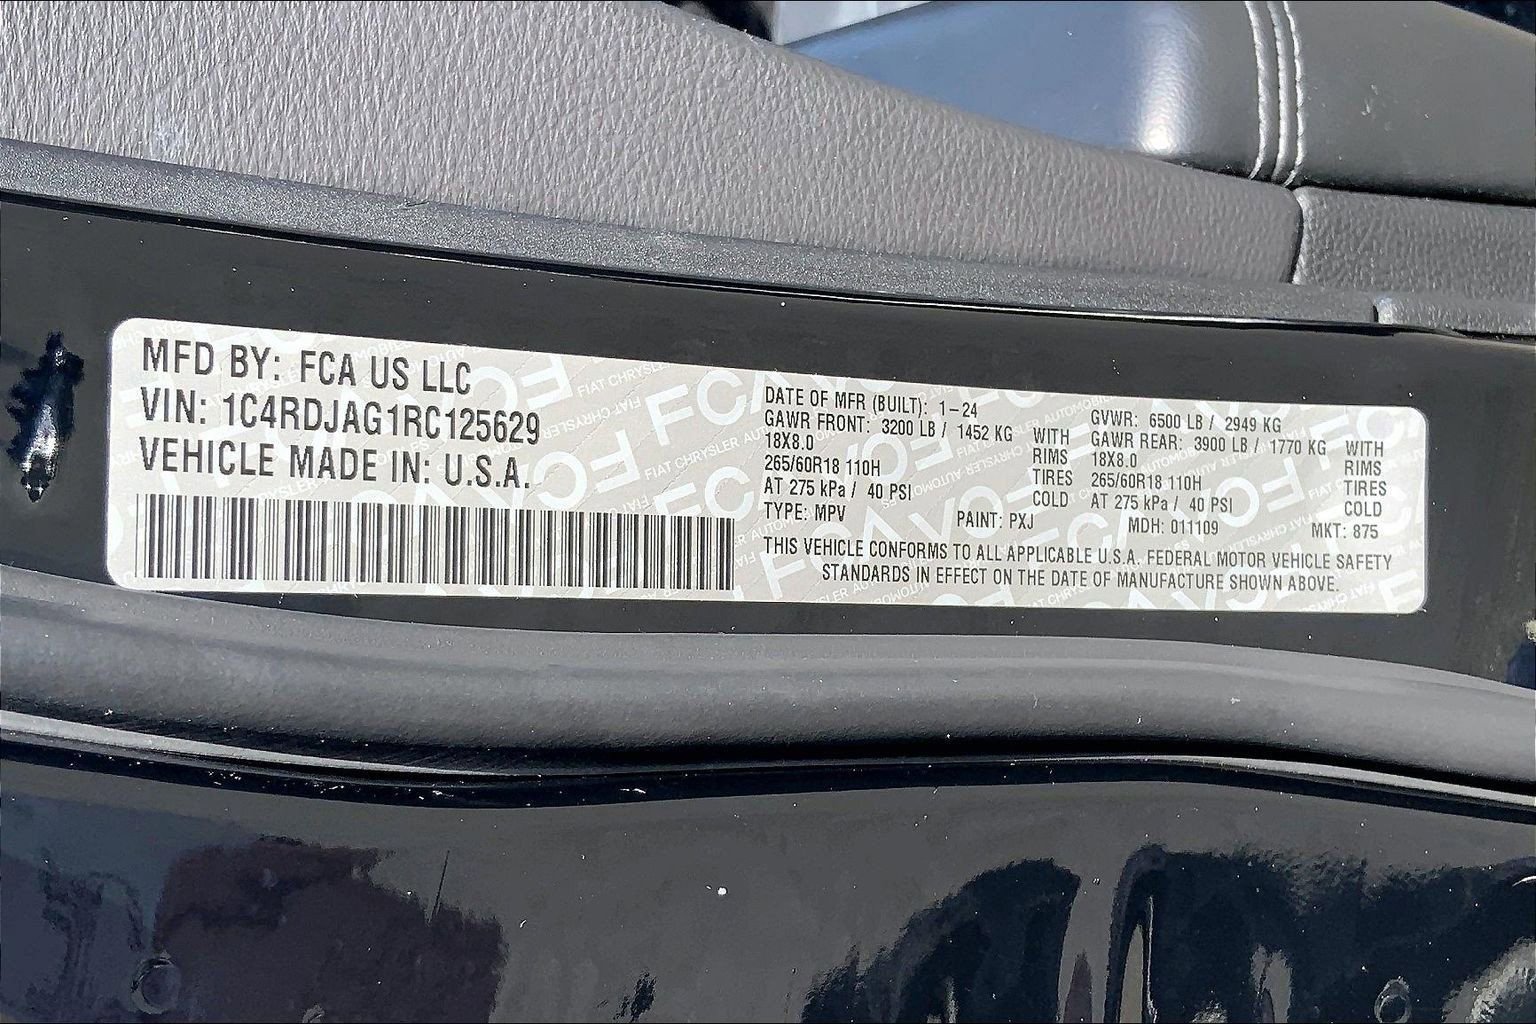 MFD BY: FCA US LLC
VIN: 1C4RDJAG1RC125629
VEHICLE MADE IN: U.S.A.
DATE OF MFR (BUILT): 1-24
GAWR FRONT: 3200 LB / 1452 KG
18X8.0
265/60R18 110H
AT 275 kPa / 40 PSI
TYPE: MPV
WITH
RIMS
TIRES
COLD
PAINT: PXJ
GVWR: 6500 LB / 2949 KG
GAWR REAR: 3900 LB / 1770 KG
18X8.0
265/60R18 110H
AT 275 kPa / 40 PSI
MDH: 011109
WITH
RIMS
TIRES
COLD
MKT: 875
THIS VEHICLE CONFORMS TO ALL APPLICABLE U.S.A. FEDERAL MOTOR VEHICLE SAFETY
STANDARDS IN EFFECT ON THE DATE OF MANUFACTURE SHOWN ABOVE.